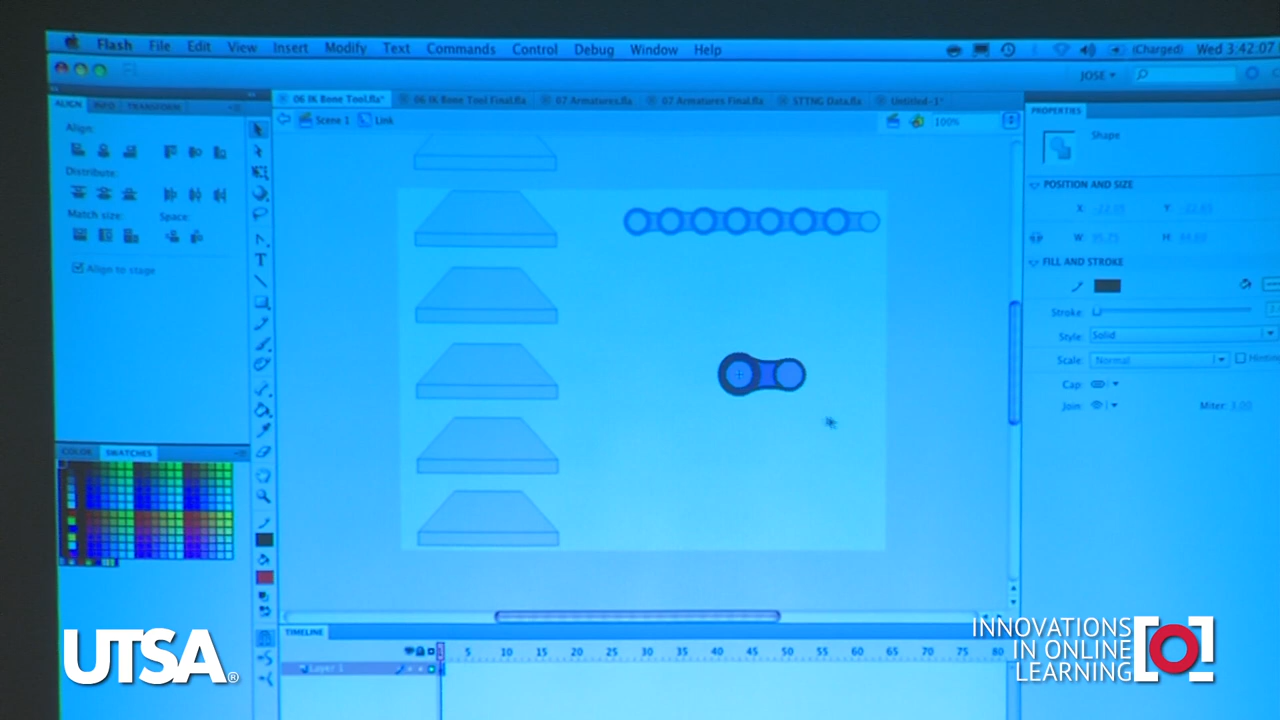 Flash File Edit View Insert Modify Text Commands Control Debug Window Help (Charged) Wed 3:42:07
JOSE
ALIGN INFO TRANSFORM
06 IK Bone Tool.fla* 06 IK Bone Tool Final.fla 07 Armatures.fla 07 Armatures Final.fla STTNG Data.fla Untitled-1*
PROPERTIES
Scene 1 Link
100%
Align:
Distribute:
Match size: Space:
Align to stage
Shape
POSITION AND SIZE
X: Y:
W: H:
FILL AND STROKE
Stroke:
Style: Solid
Scale: Normal Hinting
Cap:
Join: Miter: 3.00
COLOR SWATCHES
T
TIMELINE
1 5 10 15 20 25 30 35 40 45 50 55 60 65 70 75 80
Layer 1
UTSA®
INNOVATIONS
IN ONLINE
LEARNING